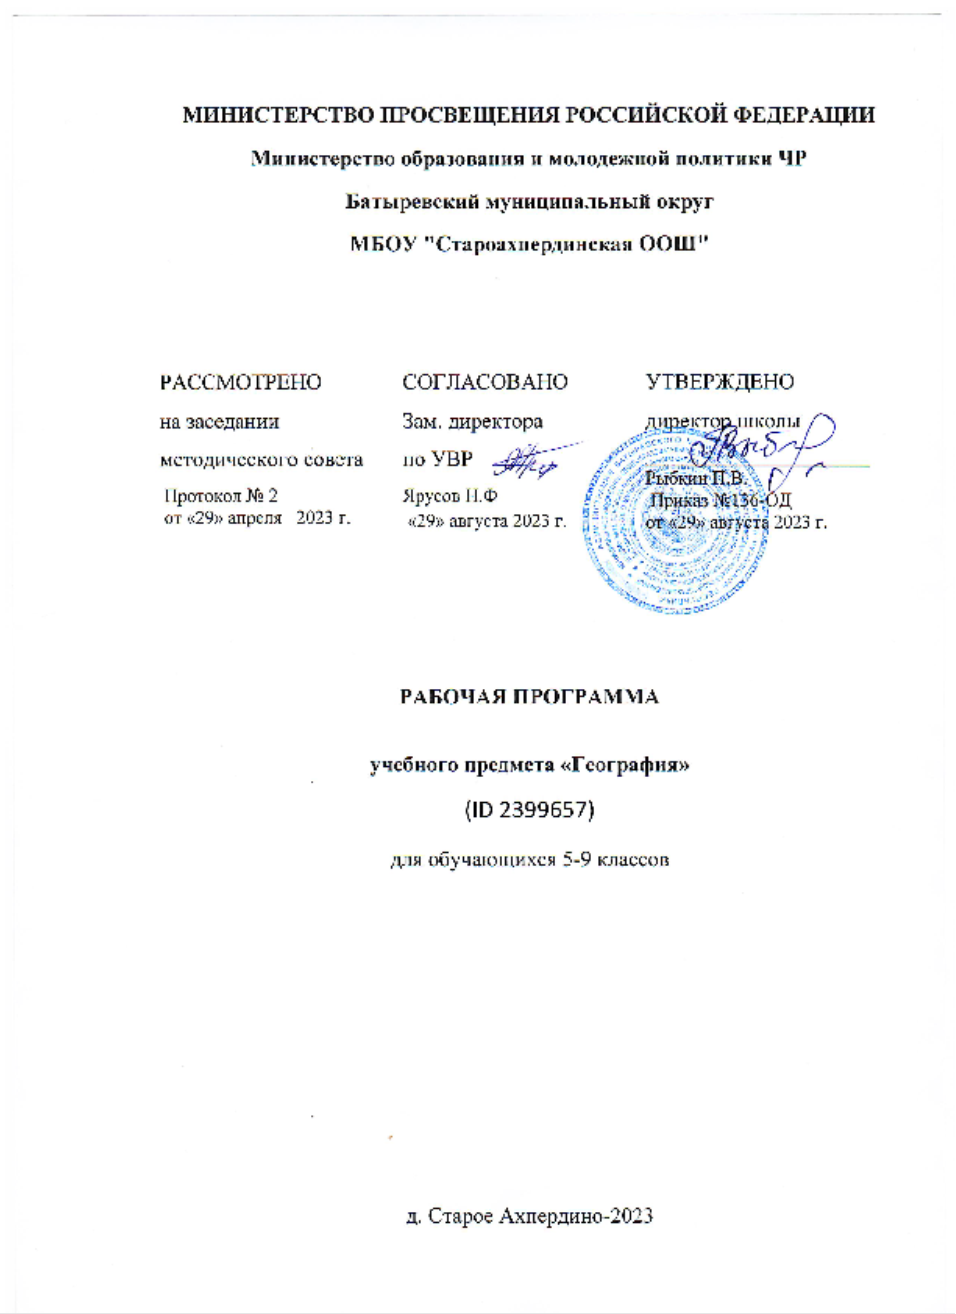 МИНИСТЕРСТВО ПРОСВЕЩЕНИЯ РОССИЙСКОЙ ФЕДЕРАЦИИ
Министерство образования и молодежной политики ЧР
Батыревский муниципальный округ
МБОУ "Староахпердинская ООШ"
РАССМОТРЕНО
на заседании
методического совета
Протокол № 2
от «29» апреля 2023 г.
СОГЛАСОВАНО
Зам. директора
по УВР
Ярусов Н.Ф
«29» августа 2023 г.
УТВЕРЖДЕНО
директор школы
Рыбкин П.В.
Приказ №136-ОД
от «29» августа 2023 г.
РАБОЧАЯ ПРОГРАММА
учебного предмета «География»
(ID 2399657)
для обучающихся 5-9 классов
д. Старое Ахпердино-2023